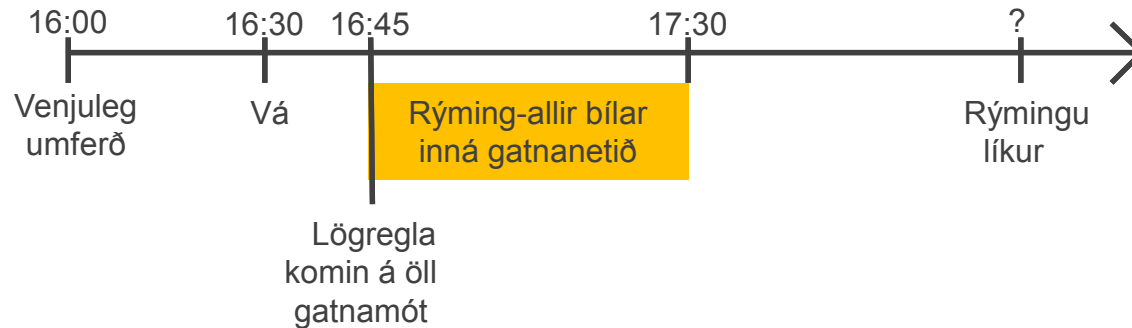 16:00
16:30
16:45
17:30
?
Venjuleg
umferð
Vá
Rýming-allir bílar
inná gatnanetið
Rýmingu
líkur
Lögregla
komin á öll
gatnamót